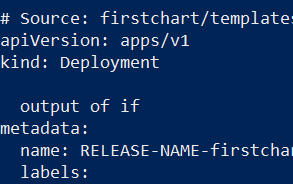 # Source: firstchart/templates
apiVersion: apps/v1
kind: Deployment
  output of if
metadata:
  name: RELEASE-NAME-firstchar
  labels: